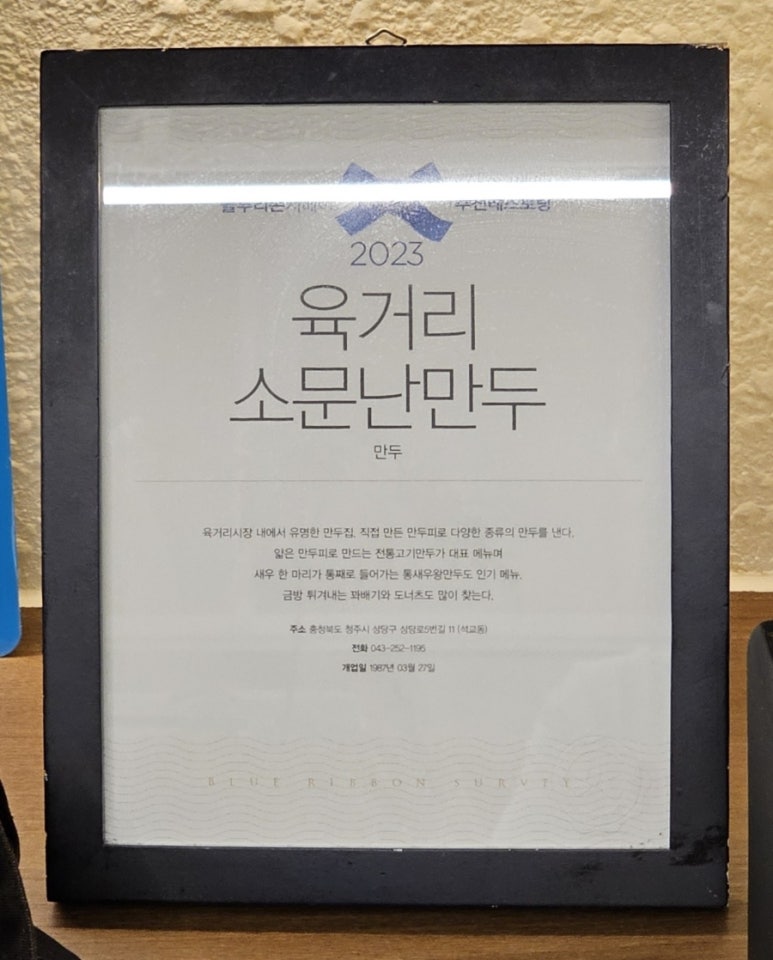 2023
육거리
소문난만두
만두
육거리시장 내에서 유명한 만두집. 직접 만든 만두피로 다양한 종류의 만두를 낸다.
얇은 만두피로 만드는 전통고기만두가 대표 메뉴며
새우 한 마리가 통째로 들어가는 통새우왕만두도 인기 메뉴.
금방 튀겨내는 꽈배기와 도너츠도 많이 찾는다.
주소 충청북도 청주시 상당구 상당로5번길 11 (석교동)
전화 043-252-1195
개업일 1987년 03월 27일
BLUE RIBBON SURVEY